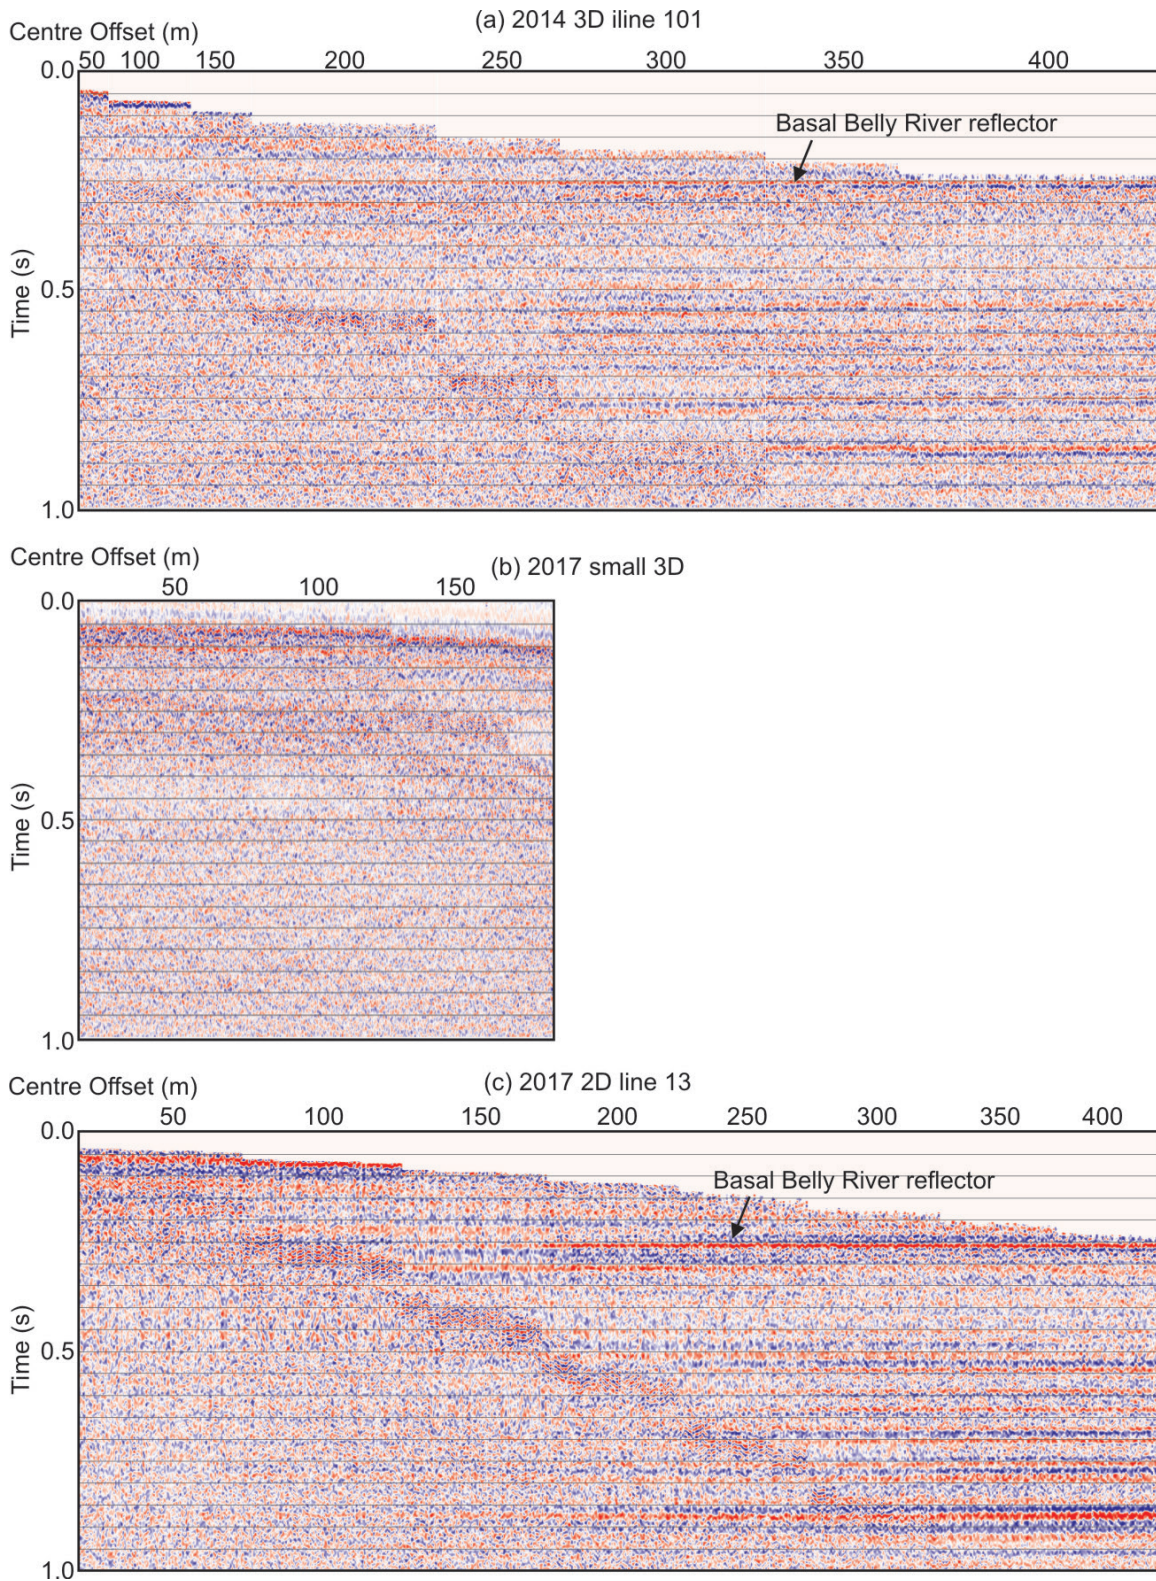 (a) 2014 3D iline 101
Centre Offset (m)
50 100 150 200 250 300 350 400
0.0
Basal Belly River reflector
Time (s)
0.5
1.0
Centre Offset (m)
(b) 2017 small 3D
50 100 150
0.0
Time (s)
0.5
1.0
(c) 2017 2D line 13
Centre Offset (m)
50 100 150 200 250 300 350 400
0.0
Basal Belly River reflector
Time (s)
0.5
1.0